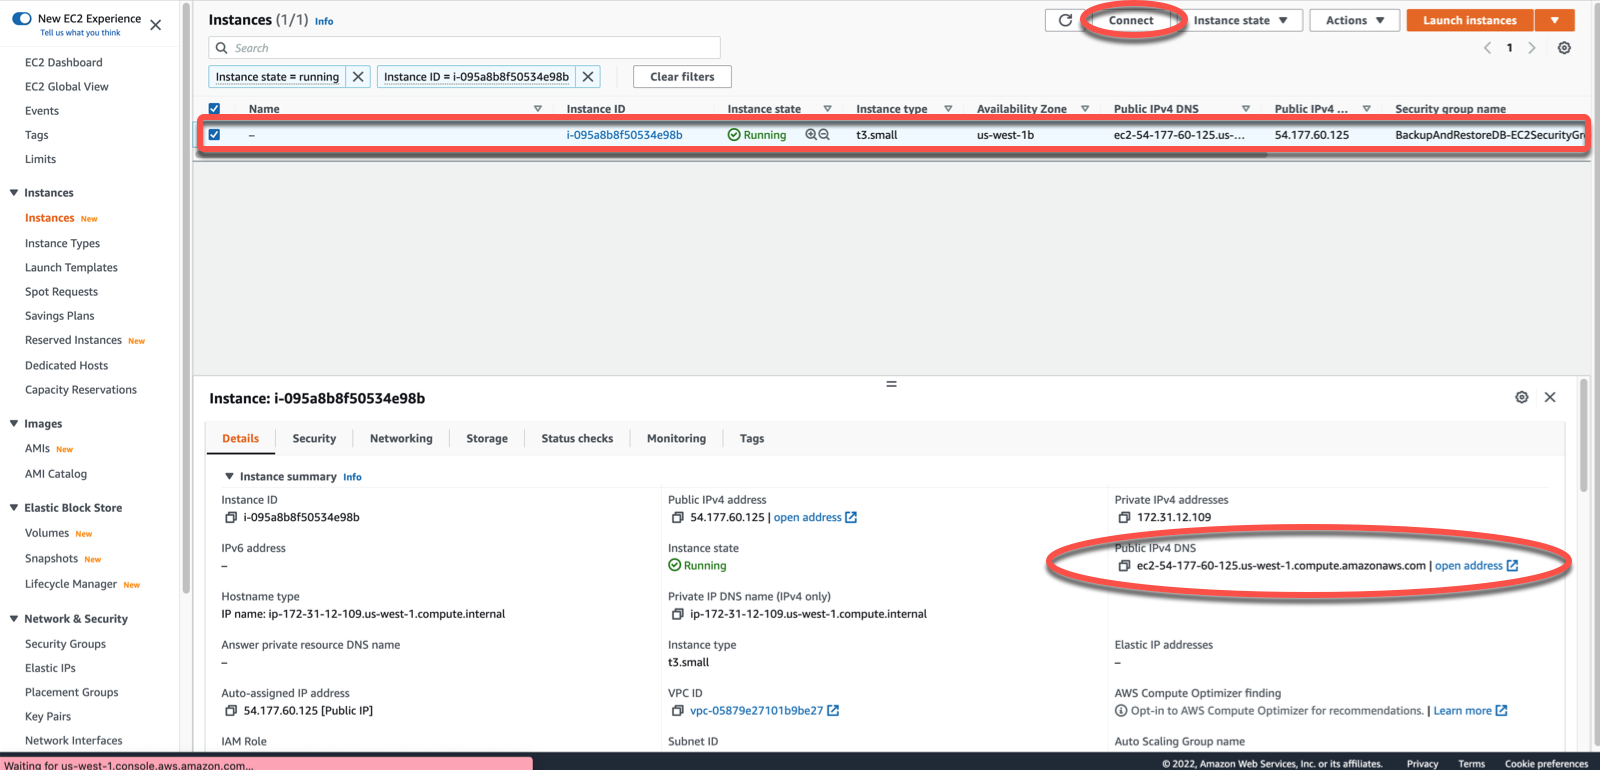 New EC2 Experience
Tell us what you think
EC2 Dashboard
EC2 Global View
Events
Tags
Limits
Instances
Instances New
Instance Types
Launch Templates
Spot Requests
Savings Plans
Reserved Instances New
Dedicated Hosts
Capacity Reservations
Images
AMIs New
AMI Catalog
Elastic Block Store
Volumes New
Snapshots New
Lifecycle Manager New
Network & Security
Security Groups
Elastic IPs
Placement Groups
Key Pairs
Network Interfaces
Instances (1/1) Info
Connect
Instance state
Actions
Launch instances
Search
1
Instance state = running
Instance ID = i-095a8b8f50534e98b
Clear filters
Name Instance ID Instance state Instance type Availability Zone Public IPv4 DNS Public IPv4 ... Security group name
– i-095a8b8f50534e98b Running t3.small us-west-1b ec2-54-177-60-125.us-... 54.177.60.125 BackupAndRestoreDB-EC2SecurityGr
Instance: i-095a8b8f50534e98b
Details Security Networking Storage Status checks Monitoring Tags
Instance summary Info
Instance ID
i-095a8b8f50534e98b
Public IPv4 address
54.177.60.125 | open address
Private IPv4 addresses
172.31.12.109
IPv6 address
–
Instance state
Running
Public IPv4 DNS
ec2-54-177-60-125.us-west-1.compute.amazonaws.com | open address
Hostname type
IP name: ip-172-31-12-109.us-west-1.compute.internal
Private IP DNS name (IPv4 only)
ip-172-31-12-109.us-west-1.compute.internal
Answer private resource DNS name
–
Instance type
t3.small
Elastic IP addresses
–
Auto-assigned IP address
54.177.60.125 [Public IP]
VPC ID
vpc-05879e27101b9be27
AWS Compute Optimizer finding
Opt-in to AWS Compute Optimizer for recommendations. | Learn more
IAM Role
Subnet ID
Auto Scaling Group name
Waiting for us-west-1.console.aws.amazon.com...
© 2022, Amazon Web Services, Inc. or its affiliates. Privacy Terms Cookie preferences